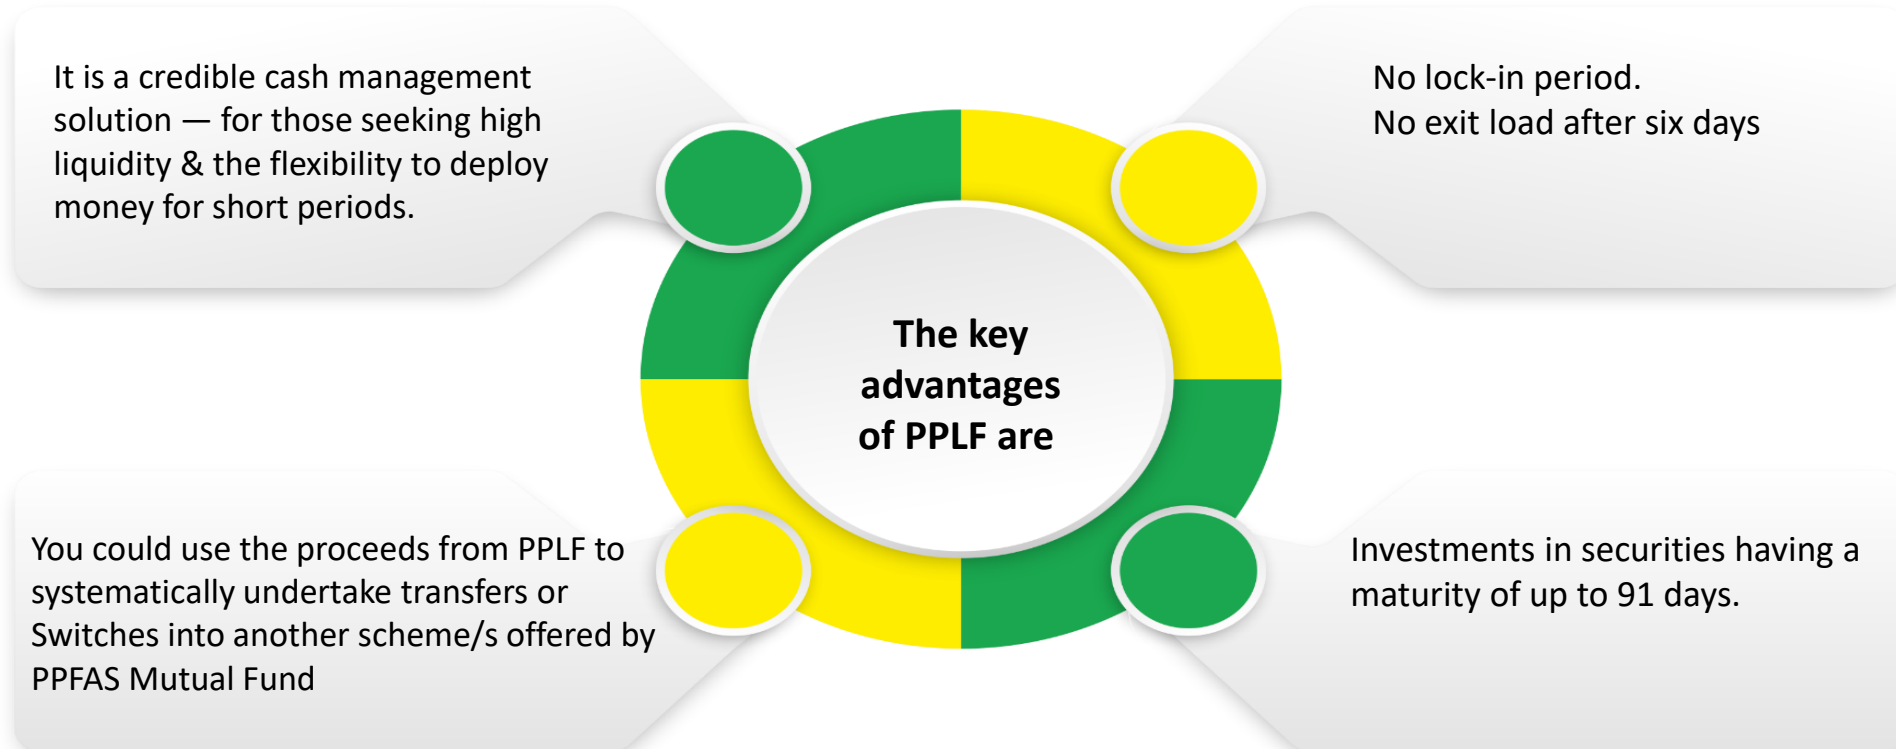 It is a credible cash management
solution — for those seeking high
liquidity & the flexibility to deploy
money for short periods.
No lock-in period.
No exit load after six days
The key
advantages
of PPLF are
You could use the proceeds from PPLF to
systematically undertake transfers or
Switches into another scheme/s offered by
PPFAS Mutual Fund
Investments in securities having a
maturity of up to 91 days.